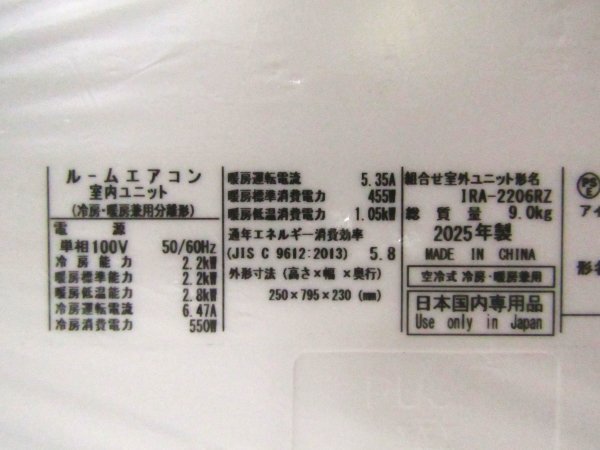 ルームエアコン
室内ユニット
(冷房・暖房兼用分離形)
電源
単相100V 50/60Hz
冷房能力 2.2kW
暖房標準能力 2.2kW
暖房低温能力 2.8kW
冷房運転電流 6.47A
冷房消費電力 550W
暖房運転電流 5.35A
暖房標準消費電力 455W
暖房低温消費電力 1.05kW
通年エネルギー消費効率
(JIS C 9612:2013) 5.8
外形寸法 (高さ×幅×奥行)
250×795×230 (mm)
組合せ室外ユニット形名
IRA-2206RZ
総質量 9.0kg
2025年製
MADE IN CHINA
空冷式 冷房・暖房兼用
日本国内専用品
Use only in Japan
PS
E
アイ
形名